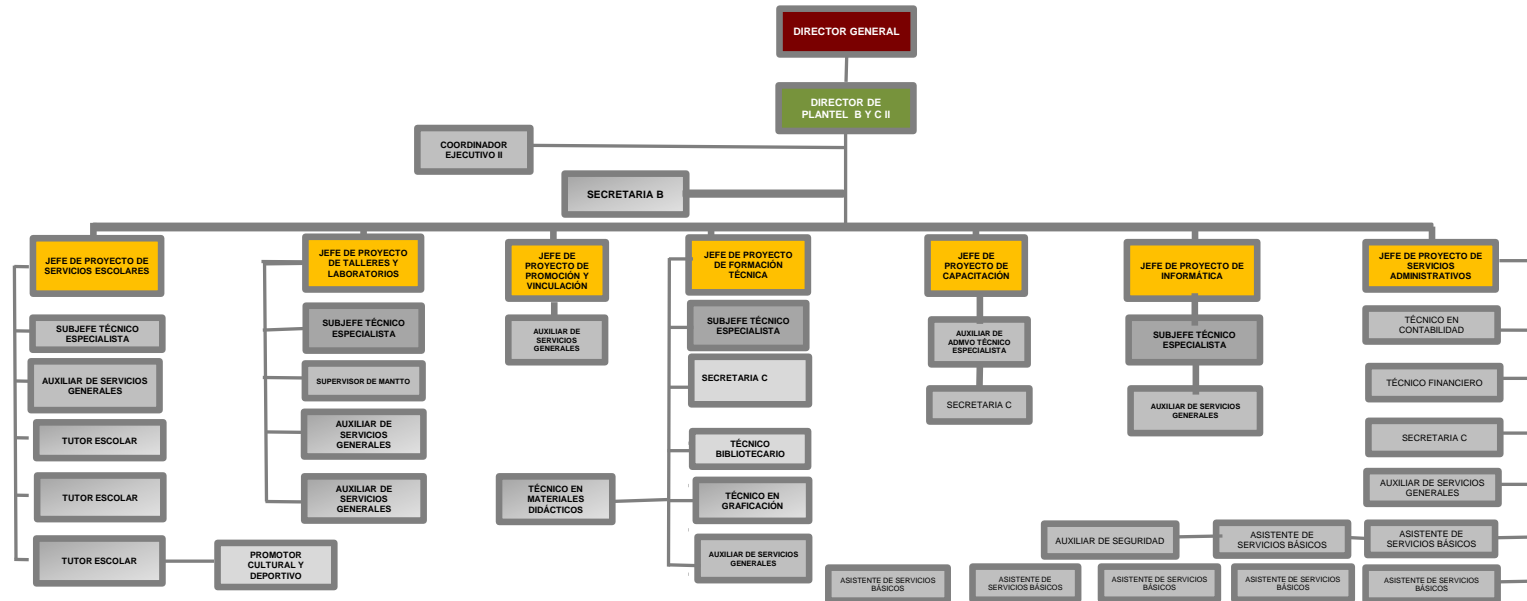 DIRECTOR GENERAL
DIRECTOR DE
PLANTEL B Y C II
COORDINADOR
EJECUTIVO II
SECRETARIA B
JEFE DE PROYECTO DE
SERVICIOS ESCOLARES
SUBJEFE TÉCNICO
ESPECIALISTA
AUXILIAR DE SERVICIOS
GENERALES
TUTOR ESCOLAR
TUTOR ESCOLAR
TUTOR ESCOLAR
PROMOTOR
CULTURAL Y
DEPORTIVO
JEFE DE PROYECTO
DE TALLERES Y
LABORATORIOS
SUBJEFE TÉCNICO
ESPECIALISTA
SUPERVISOR DE MANTTO
AUXILIAR DE
SERVICIOS
GENERALES
AUXILIAR DE
SERVICIOS
GENERALES
JEFE DE
PROYECTO DE
PROMOCIÓN Y
VINCULACIÓN
AUXILIAR DE
SERVICIOS
GENERALES
JEFE DE PROYECTO
DE FORMACIÓN
TÉCNICA
SUBJEFE TÉCNICO
ESPECIALISTA
SECRETARIA C
TÉCNICO
BIBLIOTECARIO
TÉCNICO EN
MATERIALES
DIDÁCTICOS
TÉCNICO EN
GRAFICACIÓN
AUXILIAR DE SERVICIOS
GENERALES
JEFE DE
PROYECTO DE
CAPACITACIÓN
AUXILIAR DE
ADMVO TÉCNICO
ESPECIALISTA
SECRETARIA C
JEFE DE PROYECTO DE
INFORMÁTICA
SUBJEFE TÉCNICO
ESPECIALISTA
AUXILIAR DE SERVICIOS
GENERALES
JEFE DE PROYECTO DE
SERVICIOS
ADMINISTRATIVOS
TÉCNICO EN
CONTABILIDAD
TÉCNICO FINANCIERO
SECRETARIA C
AUXILIAR DE SERVICIOS
GENERALES
AUXILIAR DE SEGURIDAD
ASISTENTE DE
SERVICIOS BÁSICOS
ASISTENTE DE
SERVICIOS BÁSICOS
ASISTENTE DE SERVICIOS
BÁSICOS
ASISTENTE DE
SERVICIOS BÁSICOS
ASISTENTE DE SERVICIOS
BÁSICOS
ASISTENTE DE SERVICIOS
BÁSICOS
ASISTENTE DE SERVICIOS
BÁSICOS